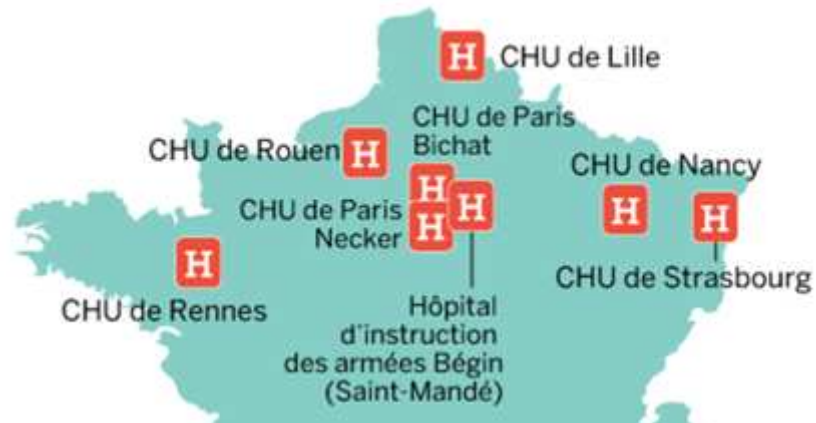 H CHU de Lille
CHU de Paris
Bichat
CHU de Rouen H
H
CHU de Nancy
CHU de Paris
Necker
H
H
H
H
CHU de Strasbourg
H
CHU de Rennes
Hôpital
d'instruction
des armées Bégin
(Saint-Mandé)